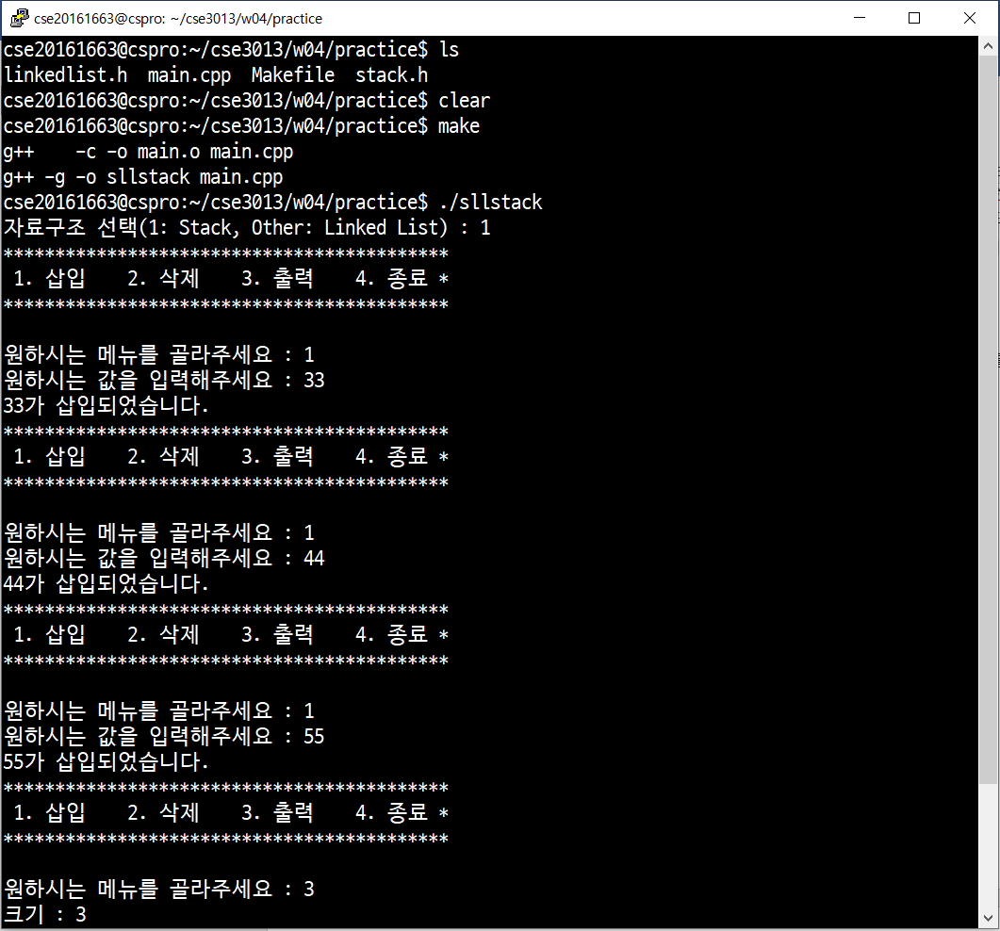 cse20161663@cspro: ~/cse3013/w04/practice
cse20161663@cspro:~/cse3013/w04/practice$ ls
linkedlist.h  main.cpp  Makefile  stack.h
cse20161663@cspro:~/cse3013/w04/practice$ clear
cse20161663@cspro:~/cse3013/w04/practice$ make
g++    -c -o main.o main.cpp
g++ -g -o sllstack main.cpp
cse20161663@cspro:~/cse3013/w04/practice$ ./sllstack
자료구조 선택(1: Stack, Other: Linked List) : 1
*******************************************
 1. 삽입    2. 삭제    3. 출력    4. 종료 *
*******************************************

원하시는 메뉴를 골라주세요 : 1
원하시는 값을 입력해주세요 : 33
33가 삽입되었습니다.
*******************************************
 1. 삽입    2. 삭제    3. 출력    4. 종료 *
*******************************************

원하시는 메뉴를 골라주세요 : 1
원하시는 값을 입력해주세요 : 44
44가 삽입되었습니다.
*******************************************
 1. 삽입    2. 삭제    3. 출력    4. 종료 *
*******************************************

원하시는 메뉴를 골라주세요 : 1
원하시는 값을 입력해주세요 : 55
55가 삽입되었습니다.
*******************************************
 1. 삽입    2. 삭제    3. 출력    4. 종료 *
*******************************************

원하시는 메뉴를 골라주세요 : 3
크기 : 3